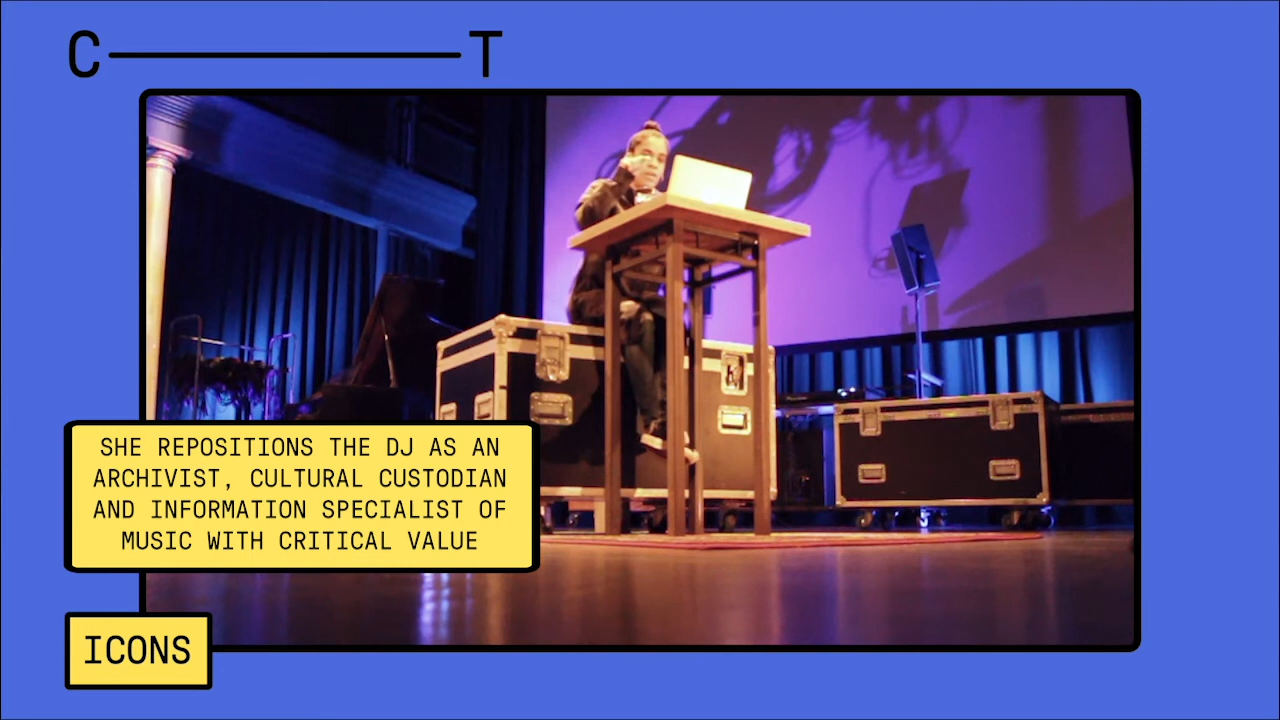 C T
SHE REPOSITIONS THE DJ AS AN
ARCHIVIST, CULTURAL CUSTODIAN
AND INFORMATION SPECIALIST OF
MUSIC WITH CRITICAL VALUE
ICONS